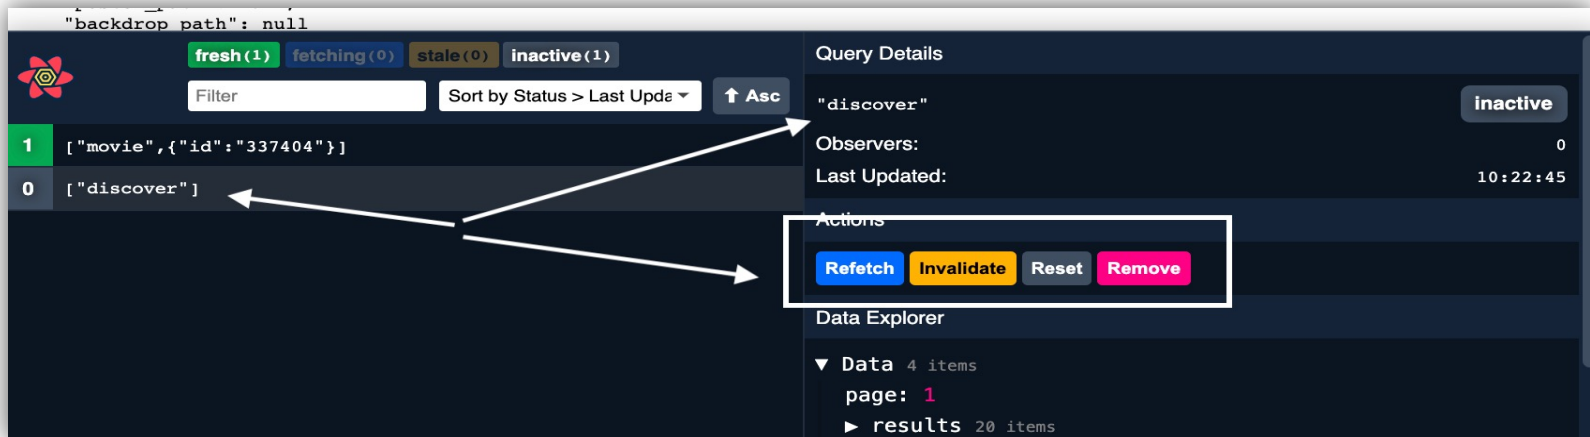 "backdrop path": null
fresh (1) fetching (0) stale (0) inactive (1)
Filter
Sort by Status > Last Upda
↑ Asc
1 ["movie",{"id":"337404"}]
0 ["discover"]
Query Details
"discover"
inactive
Observers: 0
Last Updated: 10:22:45
Actions
Refetch Invalidate Reset Remove
Data Explorer
▼ Data 4 items
page: 1
▶ results 20 items